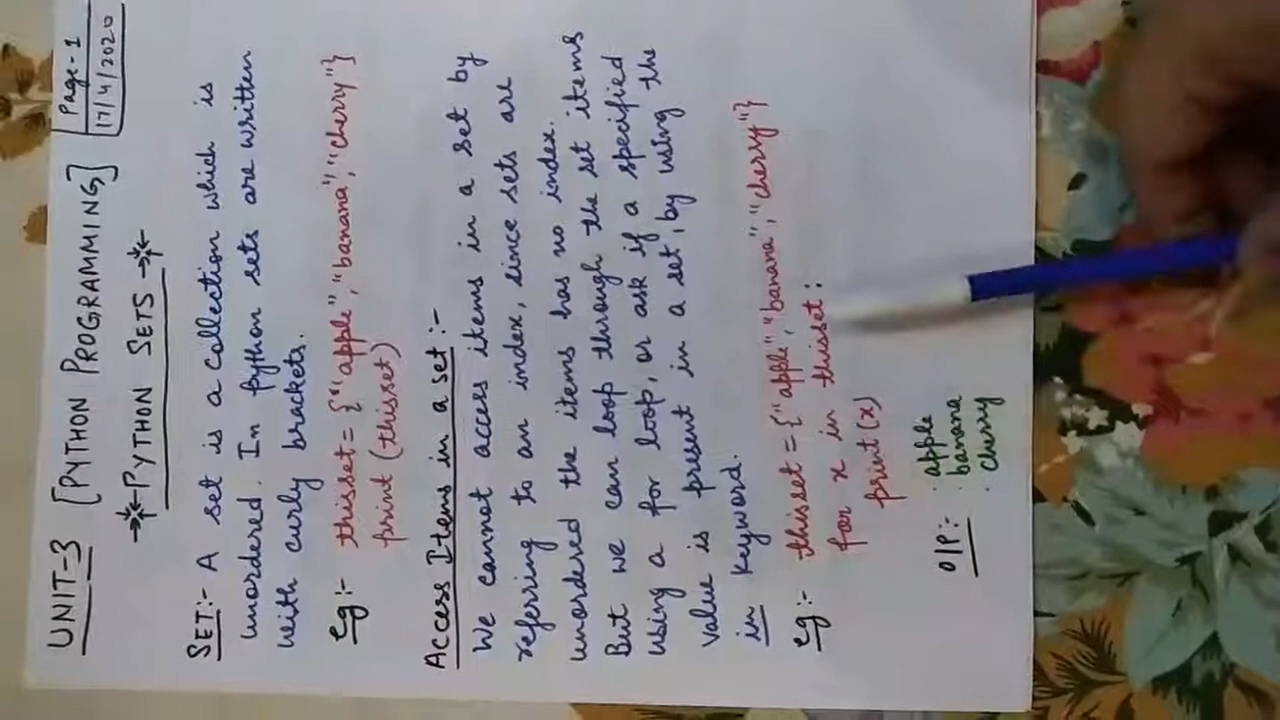 UNIT-3 [PYTHON PROGRAMMING]
Page-1
17/4/2020
PYTHON SETS
SET:- A set is a collection which is
unordered. In Python sets are written
with curly brackets.
eg:- thisset = {"apple","banana","cherry"}
print (thisset)
Access Items in a set:-
We cannot access items in a set by
referring to an index, since sets are
unordered the items has no index.
But we can loop through the set items
using a for loop, or ask if a specified
value is present in a set, by using the
in keyword.
eg:- thisset = {"apple","banana","cherry"}
for x in thisset:
print(x)
O/P:- apple
banana
cherry